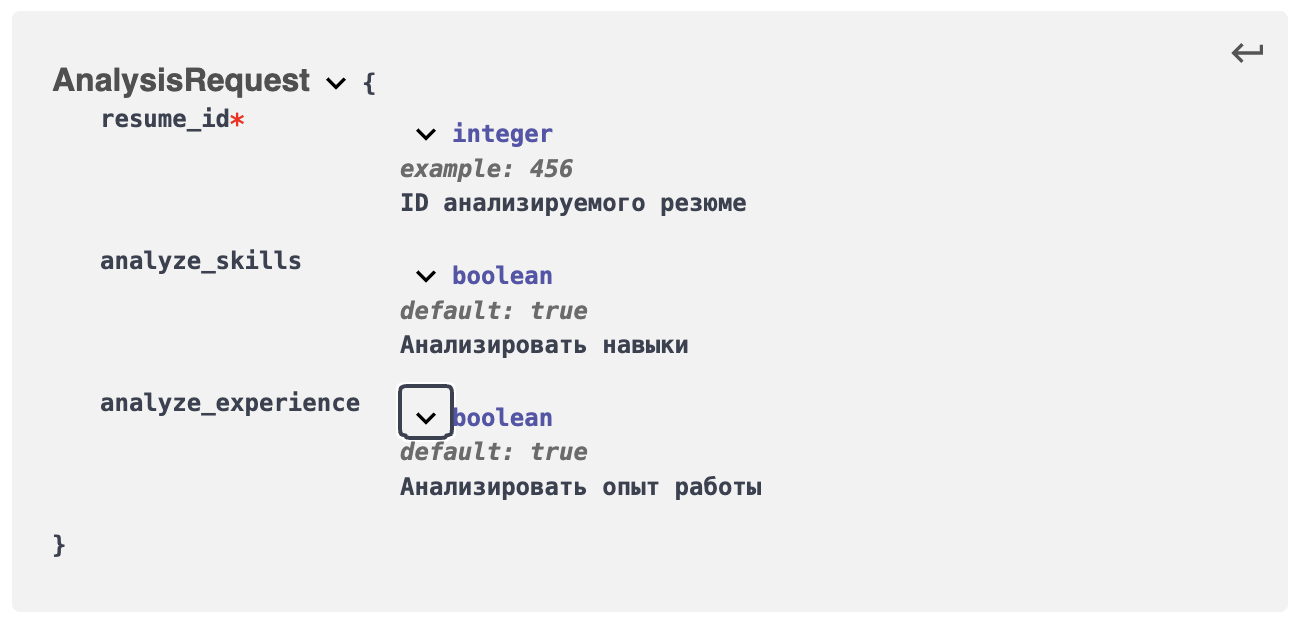 AnalysisRequest {
resume_id*
integer
example: 456
ID анализируемого резюме
analyze_skills
boolean
default: true
Анализировать навыки
analyze_experience
boolean
default: true
Анализировать опыт работы
}